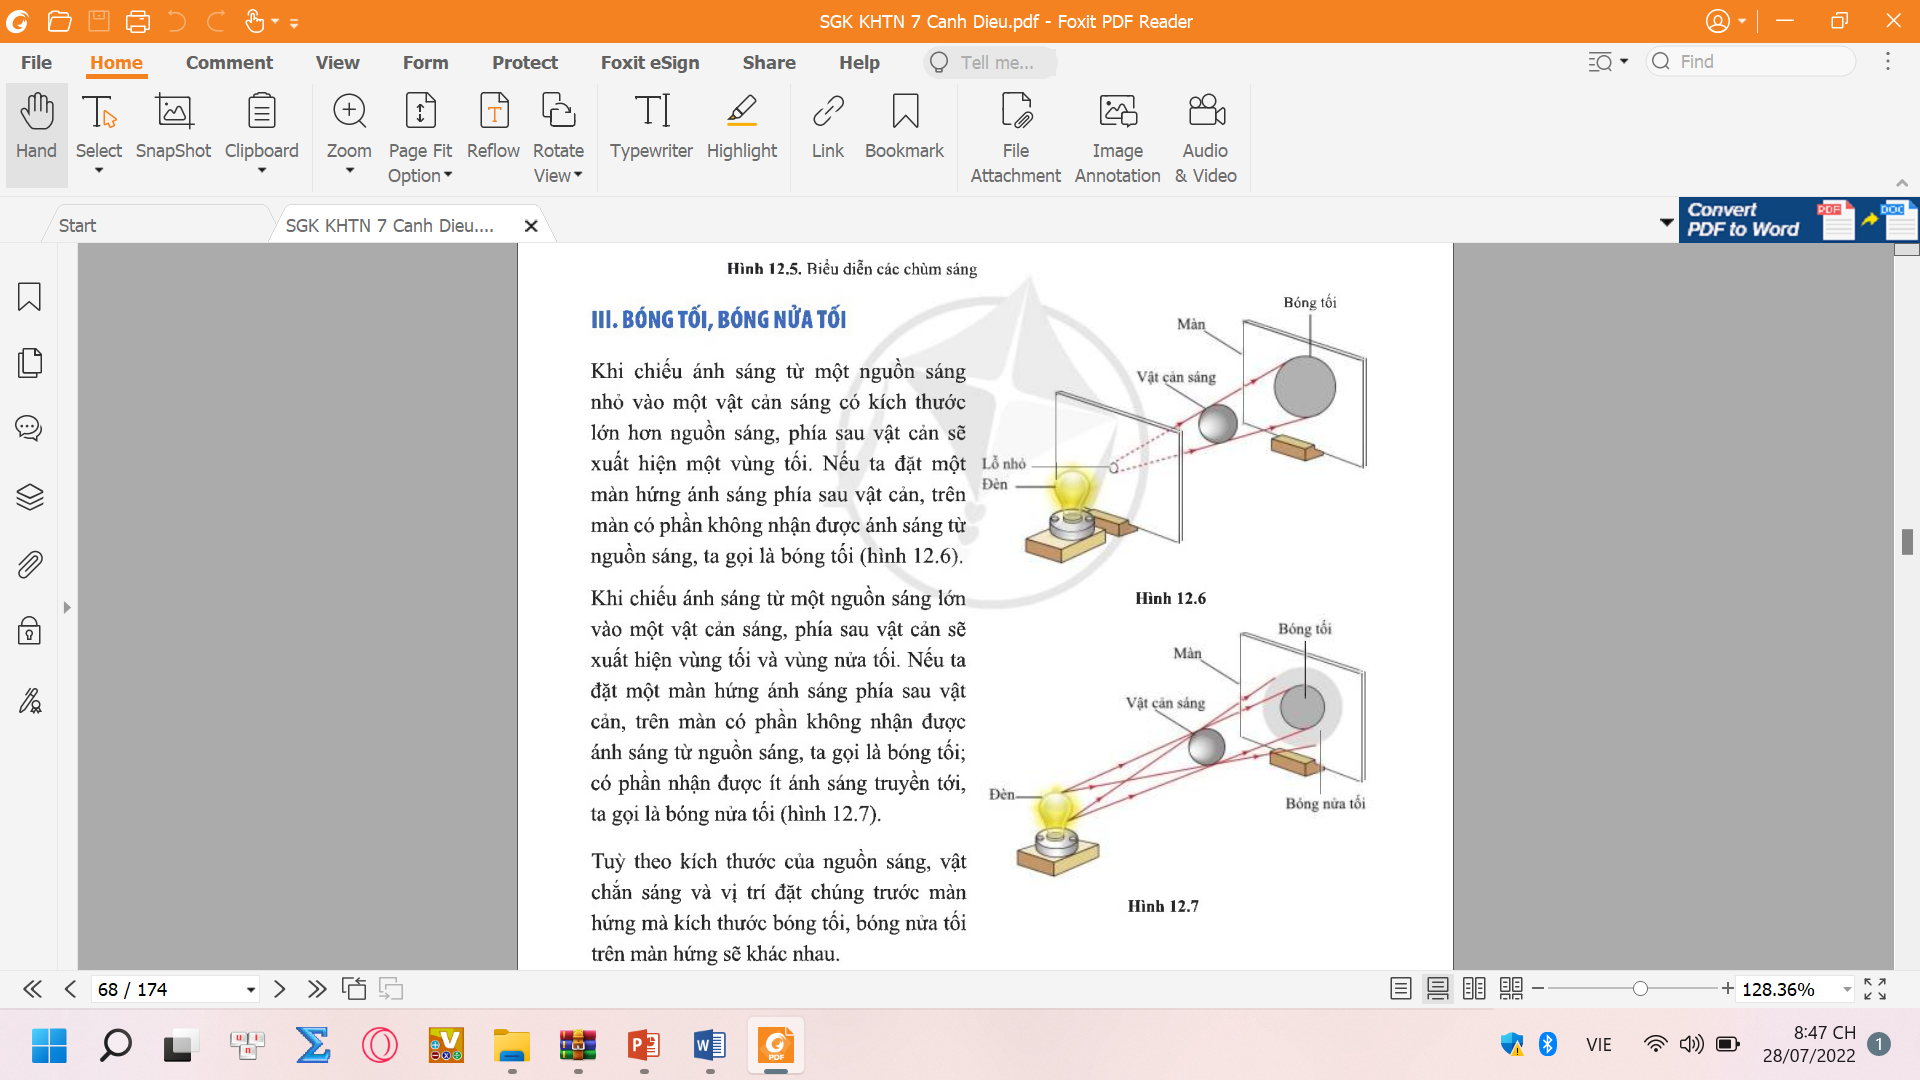 SGK KHTN 7 Canh Dieu.pdf - Foxit PDF Reader
File Home Comment View Form Protect Foxit eSign Share Help Tell me... Find
Hand Select SnapShot Clipboard Zoom Page Fit Option Reflow Rotate View Typewriter Highlight Link Bookmark File Attachment Image Annotation Audio & Video
Start SGK KHTN 7 Canh Dieu....
Convert
PDF to Word
PDF DOC
Hình 12.5. Biểu diễn các chùm sáng
III. BÓNG TỐI, BÓNG NỬA TỐI
Khi chiếu ánh sáng từ một nguồn sáng
nhỏ vào một vật cản sáng có kích thước
lớn hơn nguồn sáng, phía sau vật cản sẽ
xuất hiện một vùng tối. Nếu ta đặt một
màn hứng ánh sáng phía sau vật cản, trên
màn có phần không nhận được ánh sáng từ
nguồn sáng, ta gọi là bóng tối (hình 12.6).
Khi chiếu ánh sáng từ một nguồn sáng lớn
vào một vật cản sáng, phía sau vật cản sẽ
xuất hiện vùng tối và vùng nửa tối. Nếu ta
đặt một màn hứng ánh sáng phía sau vật
cản, trên màn có phần không nhận được
ánh sáng từ nguồn sáng, ta gọi là bóng tối;
có phần nhận được ít ánh sáng truyền tới,
ta gọi là bóng nửa tối (hình 12.7).
Tuỳ theo kích thước của nguồn sáng, vật
chắn sáng và vị trí đặt chúng trước màn
hứng mà kích thước bóng tối, bóng nửa tối
trên màn hứng sẽ khác nhau.
Bóng tối
Màn
Vật cản sáng
Lỗ nhỏ
Đèn
Hình 12.6
Bóng tối
Màn
Vật cản sáng
Đèn
Bóng nửa tối
Hình 12.7
68 / 174
128.36%
VIE
8:47 CH
28/07/2022
1